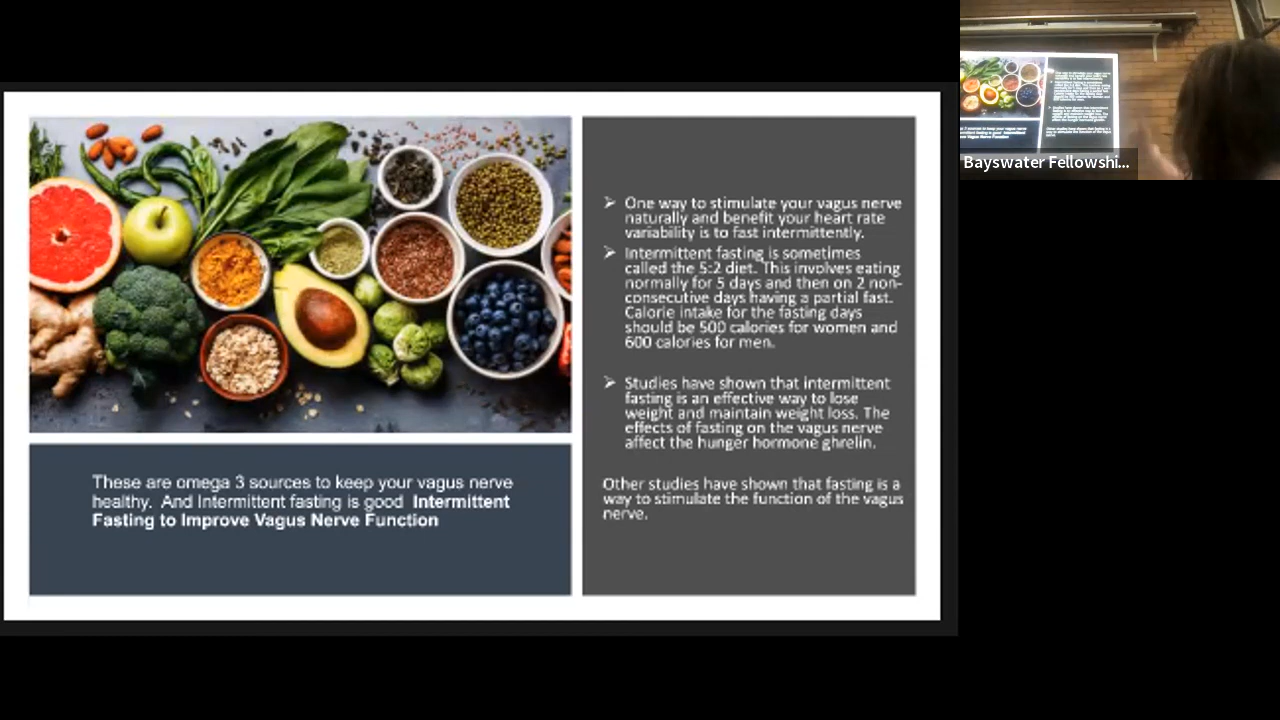 These are omega 3 sources to keep your vagus nerve
healthy. And Intermittent fasting is good Intermittent
Fasting to Improve Vagus Nerve Function
➢ One way to stimulate your vagus nerve
naturally and benefit your heart rate
variability is to fast intermittently.
➢ Intermittent fasting is sometimes
called the 5:2 diet. This involves eating
normally for 5 days and then on 2 non-
consecutive days having a partial fast.
Calorie intake for the fasting days
should be 500 calories for women and
600 calories for men.
➢ Studies have shown that intermittent
fasting is an effective way to lose
weight and maintain weight loss. The
effects of fasting on the vagus nerve
affect the hunger hormone ghrelin.
Other studies have shown that fasting is a
way to stimulate the function of the vagus
nerve.
Bayswater Fellowshi...